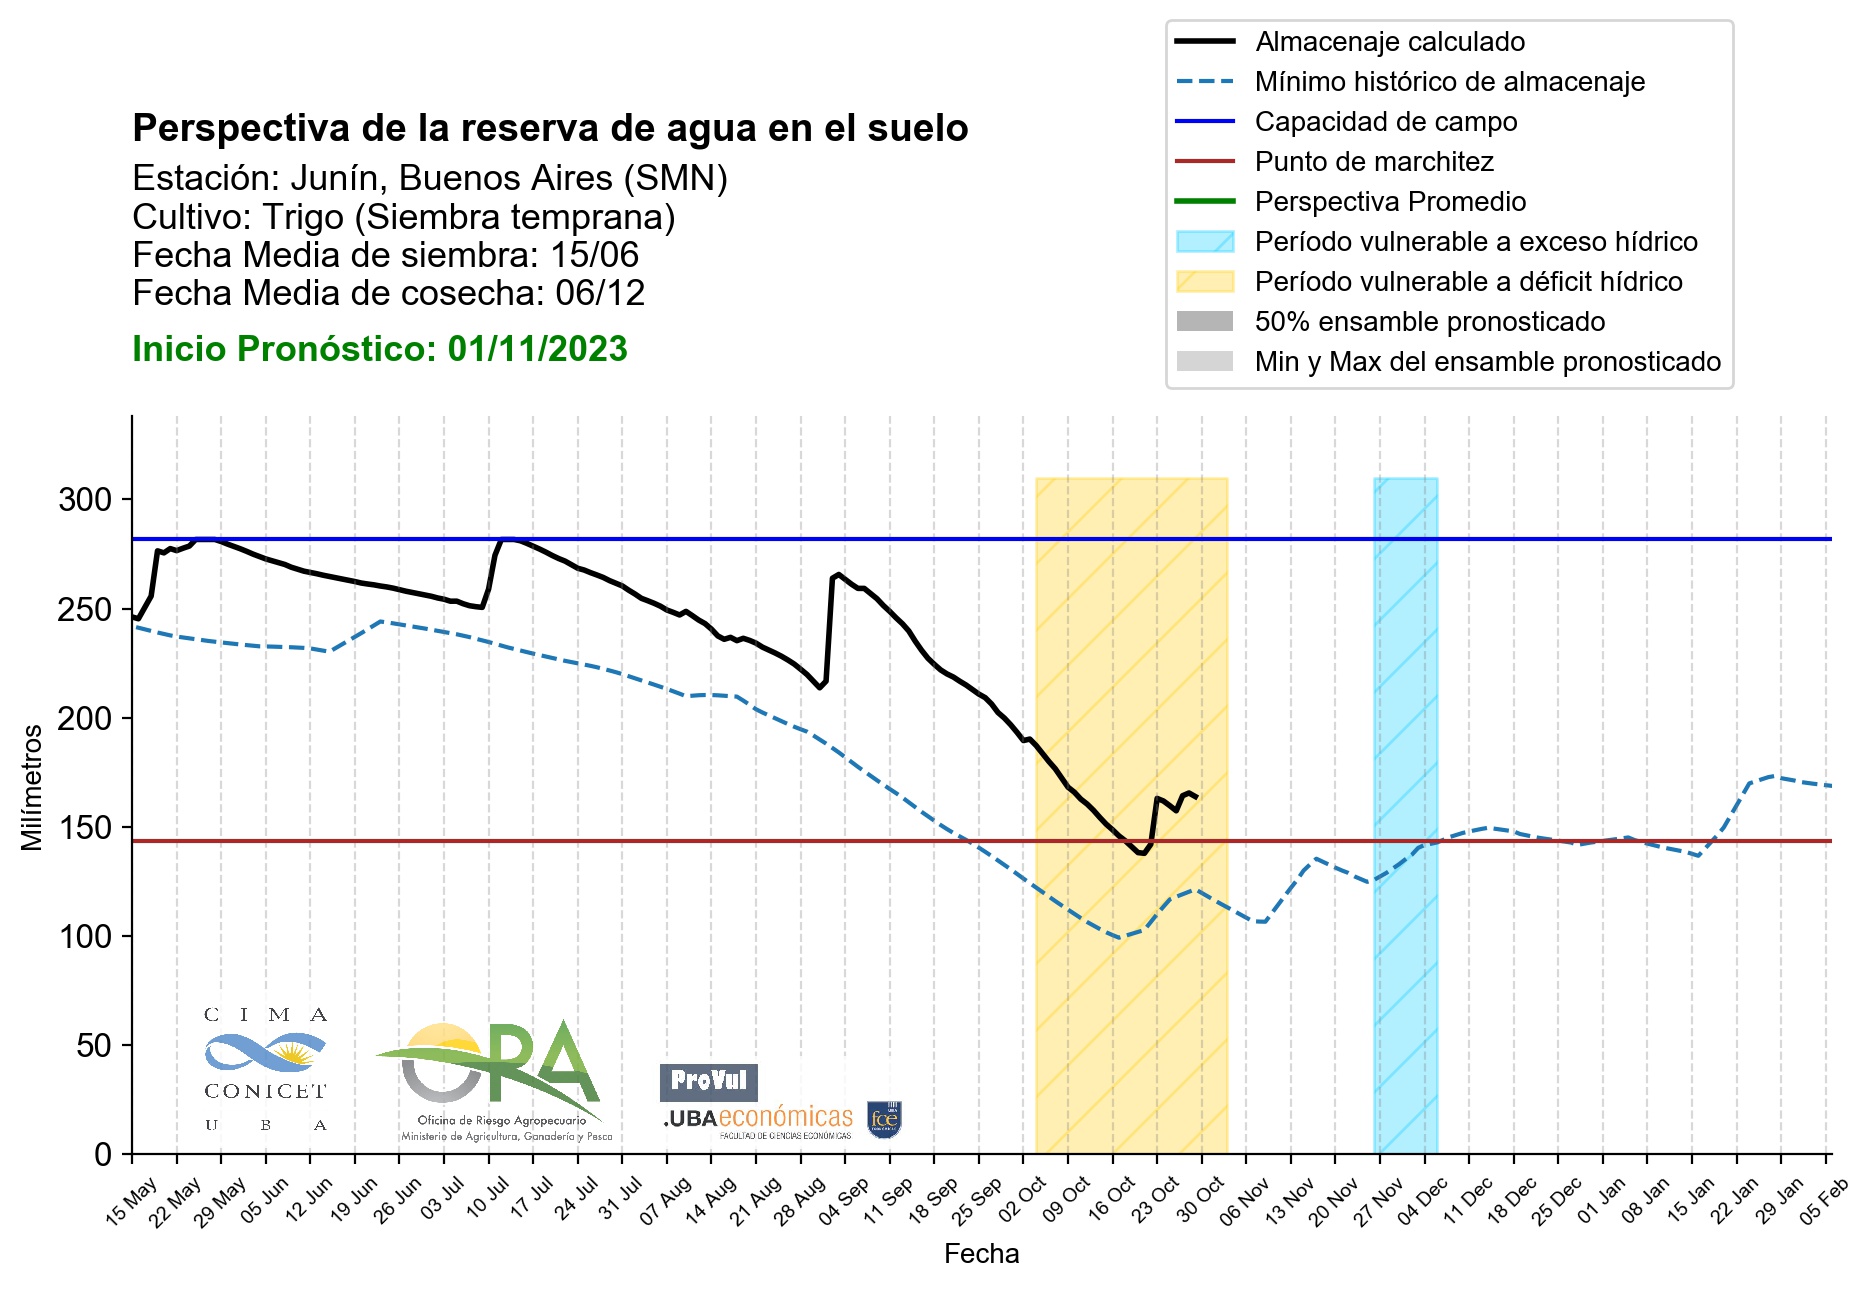 Almacenaje calculado
Mínimo histórico de almacenaje
Capacidad de campo
Punto de marchitez
Perspectiva Promedio
Período vulnerable a exceso hídrico
Período vulnerable a déficit hídrico
50% ensamble pronosticado
Min y Max del ensamble pronosticado
Perspectiva de la reserva de agua en el suelo
Estación: Junín, Buenos Aires (SMN)
Cultivo: Trigo (Siembra temprana)
Fecha Media de siembra: 15/06
Fecha Media de cosecha: 06/12
Inicio Pronóstico: 01/11/2023
Milímetros
300
250
200
150
100
50
0
CIMA
CONICET
UBA
ORA
Oficina de Riesgo Agropecuario
Ministerio de Agricultura, Ganadería y Pesca
ProVul
.UBAeconómicas
FACULTAD DE CIENCIAS ECONÓMICAS
fce
15 May
22 May
29 May
05 Jun
12 Jun
19 Jun
26 Jun
03 Jul
10 Jul
17 Jul
24 Jul
31 Jul
07 Aug
14 Aug
21 Aug
28 Aug
04 Sep
11 Sep
18 Sep
25 Sep
02 Oct
09 Oct
16 Oct
23 Oct
30 Oct
06 Nov
13 Nov
20 Nov
27 Nov
04 Dec
11 Dec
18 Dec
25 Dec
01 Jan
08 Jan
15 Jan
22 Jan
29 Jan
05 Feb
Fecha